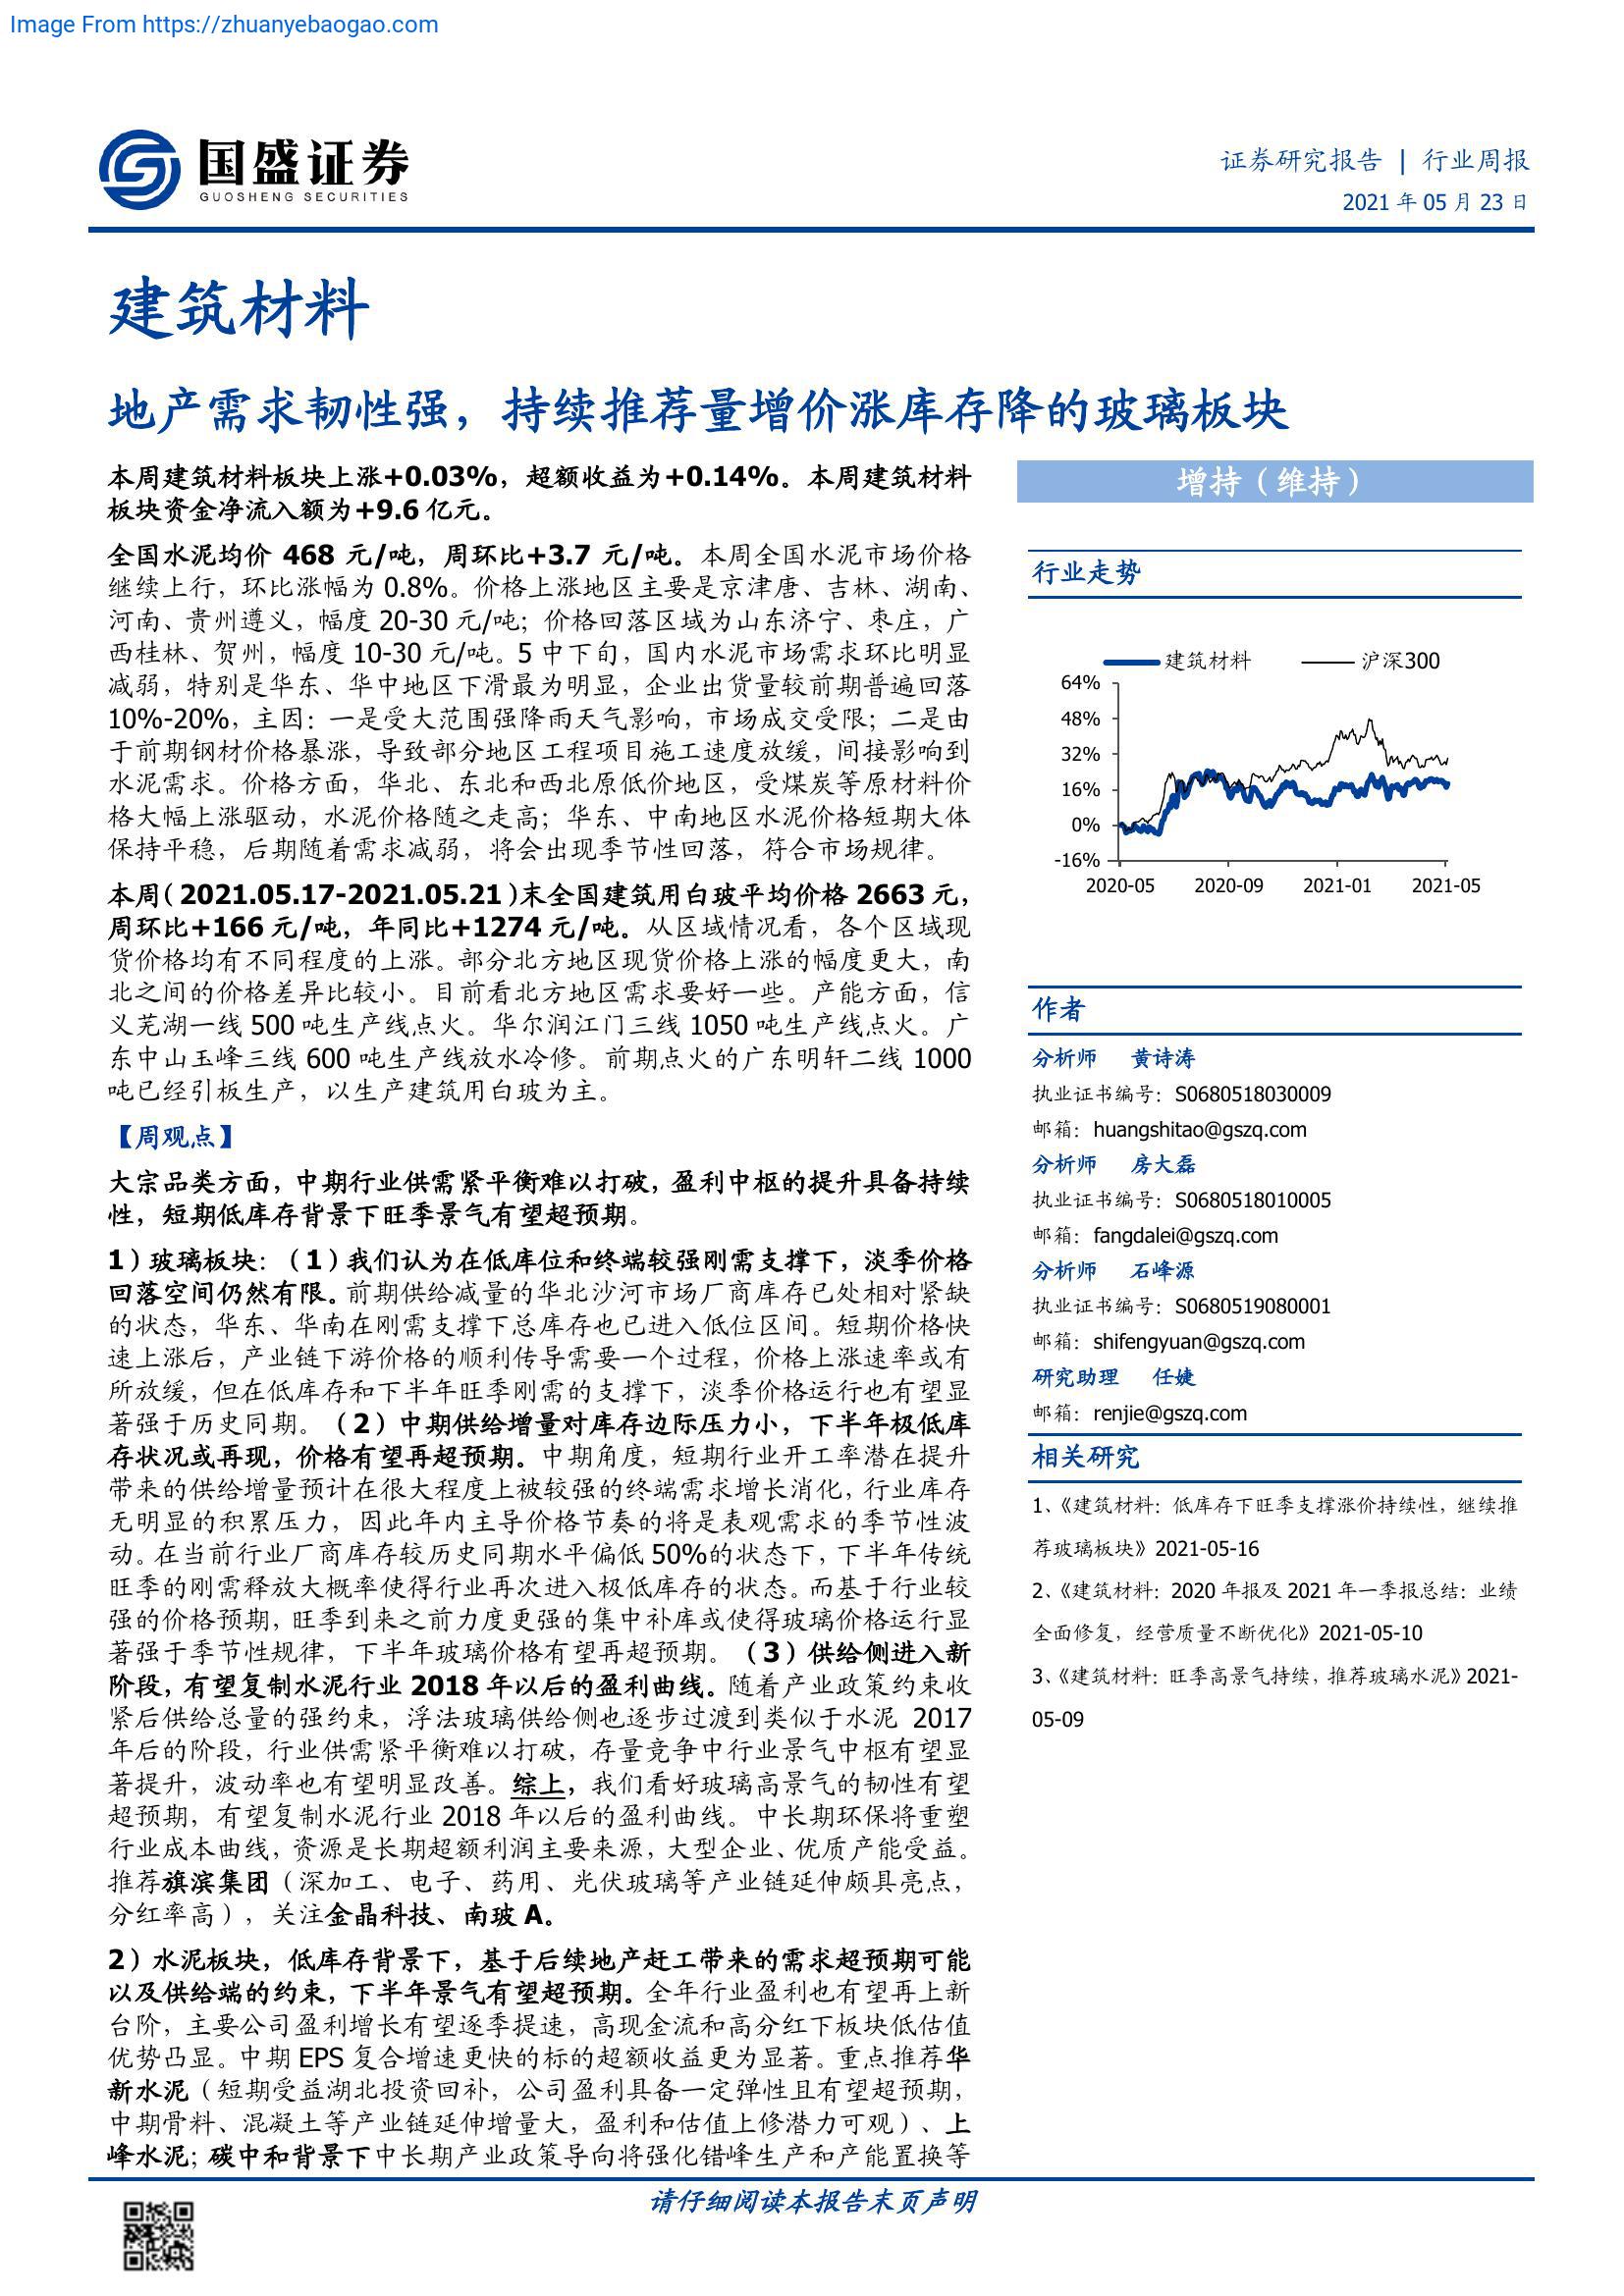 Image From https://zhuanyebaogao.com
国盛证券
GUOSHENG SECURITIES
证券研究报告 | 行业周报
2021 年 05 月 23 日
建筑材料
地产需求韧性强，持续推荐量增价涨库存降的玻璃板块
本周建筑材料板块上涨+0.03%，超额收益为+0.14%。本周建筑材料
板块资金净流入额为+9.6 亿元。
全国水泥均价 468 元/吨，周环比+3.7 元/吨。本周全国水泥市场价格
继续上行，环比涨幅为 0.8%。价格上涨地区主要是京津唐、吉林、湖南、
河南、贵州遵义，幅度 20-30 元/吨；价格回落区域为山东济宁、枣庄，广
西桂林、贺州，幅度 10-30 元/吨。5 中下旬，国内水泥市场需求环比明显
减弱，特别是华东、华中地区下滑最为明显，企业出货量较前期普遍回落
10%-20%，主因：一是受大范围强降雨天气影响，市场成交受限；二是由
于前期钢材价格暴涨，导致部分地区工程项目施工速度放缓，间接影响到
水泥需求。价格方面，华北、东北和西北原低价地区，受煤炭等原材料价
格大幅上涨驱动，水泥价格随之走高；华东、中南地区水泥价格短期大体
保持平稳，后期随着需求减弱，将会出现季节性回落，符合市场规律。
本周（2021.05.17-2021.05.21）末全国建筑用白玻平均价格 2663 元，
周环比+166 元/吨，年同比+1274 元/吨。从区域情况看，各个区域现
货价格均有不同程度的上涨。部分北方地区现货价格上涨的幅度更大，南
北之间的价格差异比较小。目前看北方地区需求要好一些。产能方面，信
义芜湖一线 500 吨生产线点火。华尔润江门三线 1050 吨生产线点火。广
东中山玉峰三线 600 吨生产线放水冷修。前期点火的广东明轩二线 1000
吨已经引板生产，以生产建筑用白玻为主。
【周观点】
大宗品类方面，中期行业供需紧平衡难以打破，盈利中枢的提升具备持续
性，短期低库存背景下旺季景气有望超预期。
1）玻璃板块：（1）我们认为在低库位和终端较强刚需支撑下，淡季价格
回落空间仍然有限。前期供给减量的华北沙河市场厂商库存已处相对紧缺
的状态，华东、华南在刚需支撑下总库存也已进入低位区间。短期价格快
速上涨后，产业链下游价格的顺利传导需要一个过程，价格上涨速率或有
所放缓，但在低库存和下半年旺季刚需的支撑下，淡季价格运行也有望显
著强于历史同期。（2）中期供给增量对库存边际压力小，下半年极低库
存状况或再现，价格有望再超预期。中期角度，短期行业开工率潜在提升
带来的供给增量预计在很大程度上被较强的终端需求增长消化，行业库存
无明显的积累压力，因此年内主导价格节奏的将是表观需求的季节性波
动。在当前行业厂商库存较历史同期水平偏低 50%的状态下，下半年传统
旺季的刚需释放大概率使得行业再次进入极低库存的状态。而基于行业较
强的价格预期，旺季到来之前力度更强的集中补库或使得玻璃价格运行显
著强于季节性规律，下半年玻璃价格有望再超预期。（3）供给侧进入新
阶段，有望复制水泥行业 2018 年以后的盈利曲线。随着产业政策约束收
紧后供给总量的强约束，浮法玻璃供给侧也逐步过渡到类似于水泥 2017
年后的阶段，行业供需紧平衡难以打破，存量竞争中行业景气中枢有望显
著提升，波动率也有望明显改善。综上，我们看好玻璃高景气的韧性有望
超预期，有望复制水泥行业 2018 年以后的盈利曲线。中长期环保将重塑
行业成本曲线，资源是长期超额利润主要来源，大型企业、优质产能受益。
推荐旗滨集团（深加工、电子、药用、光伏玻璃等产业链延伸颇具亮点，
分红率高），关注金晶科技、南玻 A。
2）水泥板块，低库存背景下，基于后续地产赶工带来的需求超预期可能
以及供给端的约束，下半年景气有望超预期。全年行业盈利也有望再上新
台阶，主要公司盈利增长有望逐季提速，高现金流和高分红下板块低估值
优势凸显。中期 EPS 复合增速更快的标的超额收益更为显著。重点推荐华
新水泥（短期受益湖北投资回补，公司盈利具备一定弹性且有望超预期，
中期骨料、混凝土等产业链延伸增量大，盈利和估值上修潜力可观）、上
峰水泥；碳中和背景下中长期产业政策导向将强化错峰生产和产能置换等
增持（维持）
行业走势
建筑材料 沪深300
64%
48%
32%
16%
0%
-16%
2020-05 2020-09 2021-01 2021-05
作者
分析师 黄诗涛
执业证书编号：S0680518030009
邮箱：huangshitao@gszq.com
分析师 房大磊
执业证书编号：S0680518010005
邮箱：fangdalei@gszq.com
分析师 石峰源
执业证书编号：S0680519080001
邮箱：shifengyuan@gszq.com
研究助理 任婕
邮箱：renjie@gszq.com
相关研究
1、《建筑材料：低库存下旺季支撑涨价持续性，继续推
荐玻璃板块》2021-05-16
2、《建筑材料：2020 年报及 2021 年一季报总结：业绩
全面修复，经营质量不断优化》2021-05-10
3、《建筑材料：旺季高景气持续，推荐玻璃水泥》2021-
05-09
请仔细阅读本报告末页声明